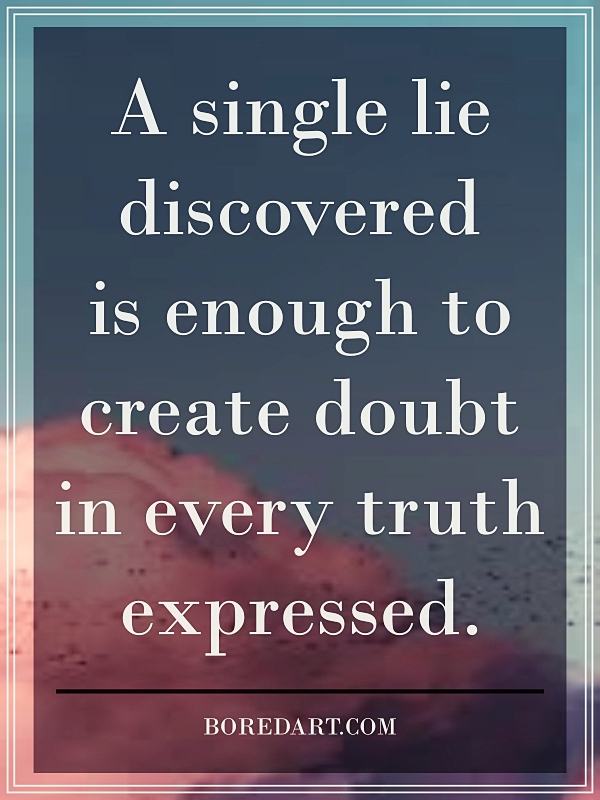 A single lie
discovered
is enough to
create doubt
in every truth
expressed.
BOREDART.COM